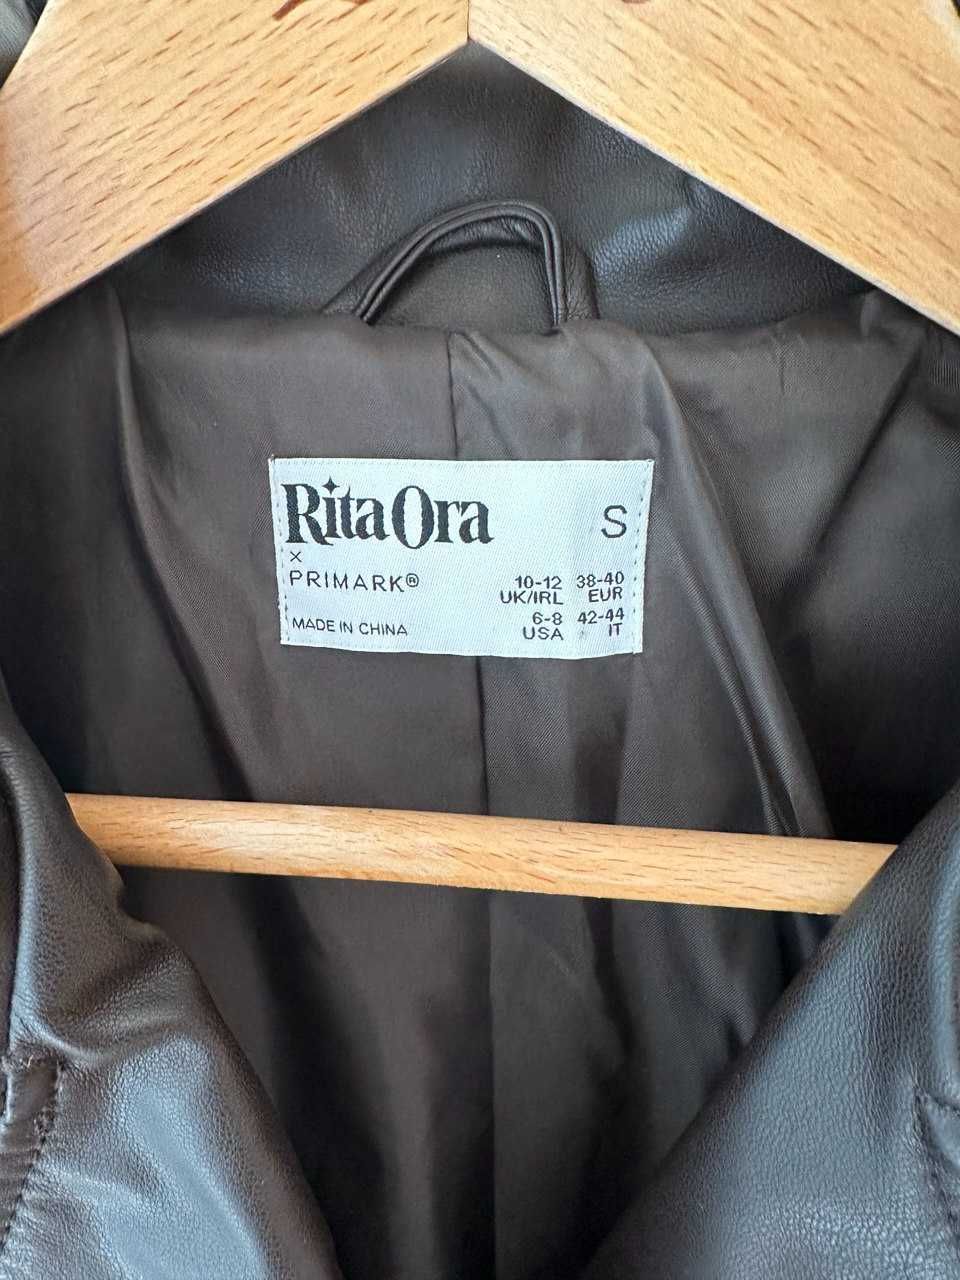 Rita Ora
×
PRIMARK®
MADE IN CHINA
S
10-12 38-40
UK/IRL EUR
6-8 42-44
USA IT